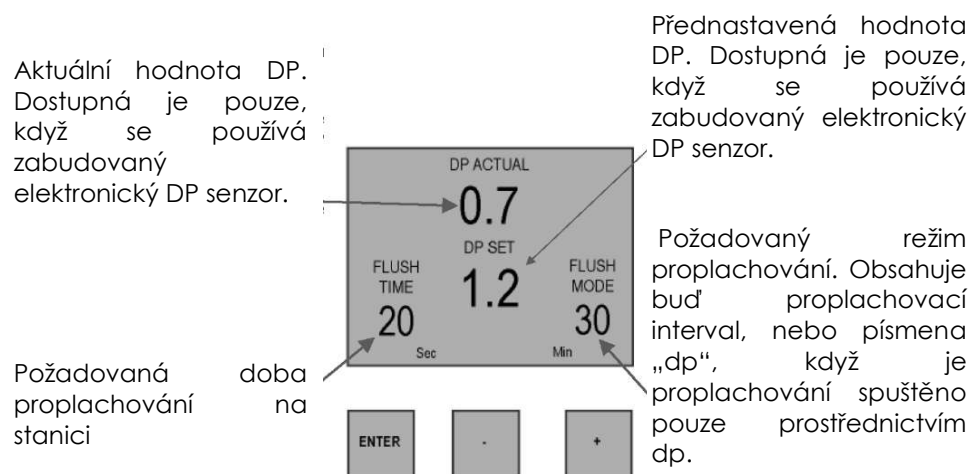 Aktuální hodnota DP.
Dostupná je pouze,
když se používá
zabudovaný
elektronický DP senzor.
Přednastavená hodnota
DP. Dostupná je pouze,
když se používá
zabudovaný elektronický
DP senzor.
DP ACTUAL
0.7
DP SET
1.2
FLUSH
TIME
20
Sec
FLUSH
MODE
30
Min
Požadovaný režim
proplachování. Obsahuje
buď proplachovací
interval, nebo písmena
„dp“, když je
proplachování spuštěno
pouze prostřednictvím
dp.
Požadovaná doba
proplachování na
stanici
ENTER
-
+